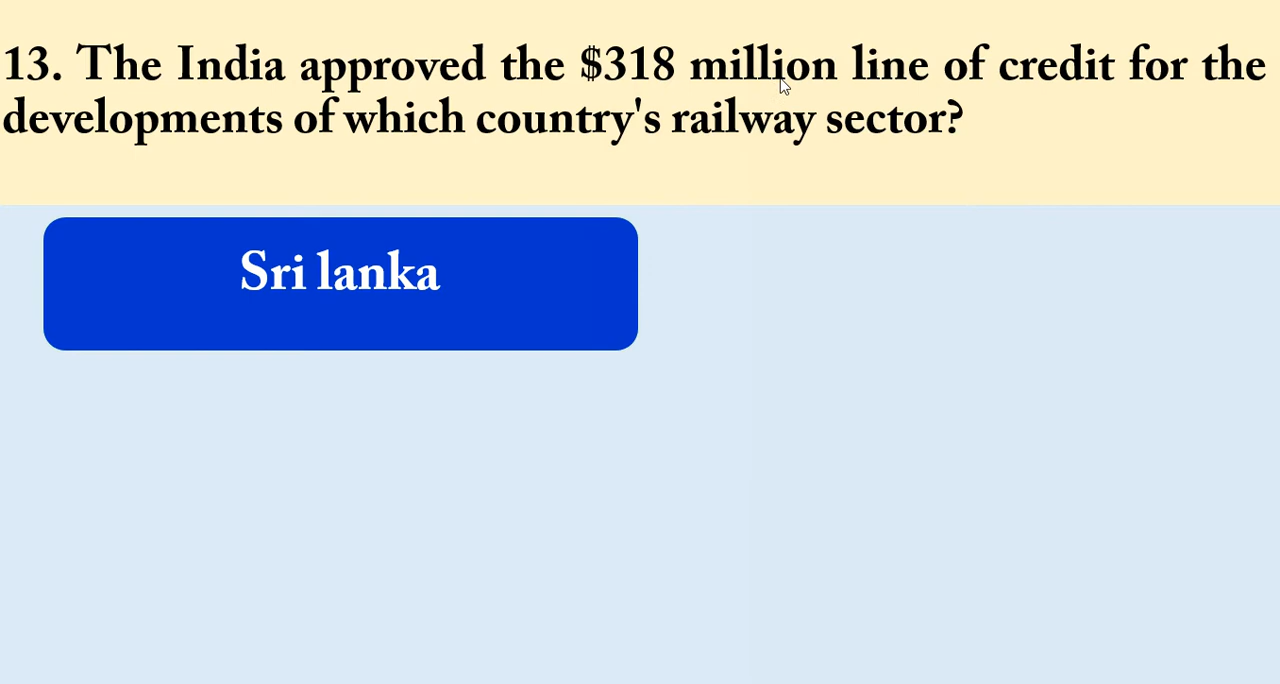 13. The India approved the $318 million line of credit for the
developments of which country's railway sector?
Sri lanka